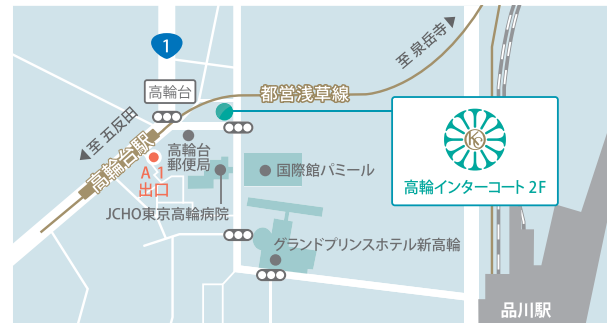 1
高輪台
至 泉岳寺
都営浅草線
至 五反田
高輪台駅
高輪台
郵便局
A 1
出口
国際館パミール
高輪インターコート 2F
JCHO東京高輪病院
グランドプリンスホテル新高輪
品川駅